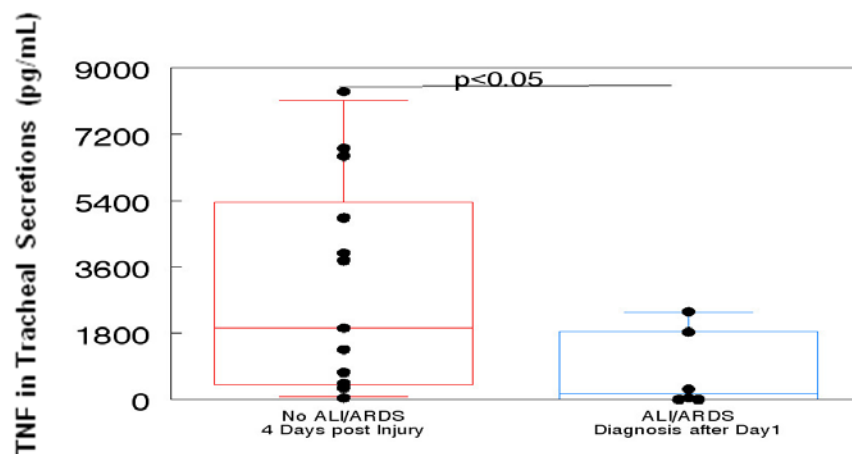 TNF in Tracheal Secretions (pg/mL)
9000
7200
5400
3600
1800
0
p<0.05
No ALI/ARDS
4 Days post Injury
ALI/ARDS
Diagnosis after Day1